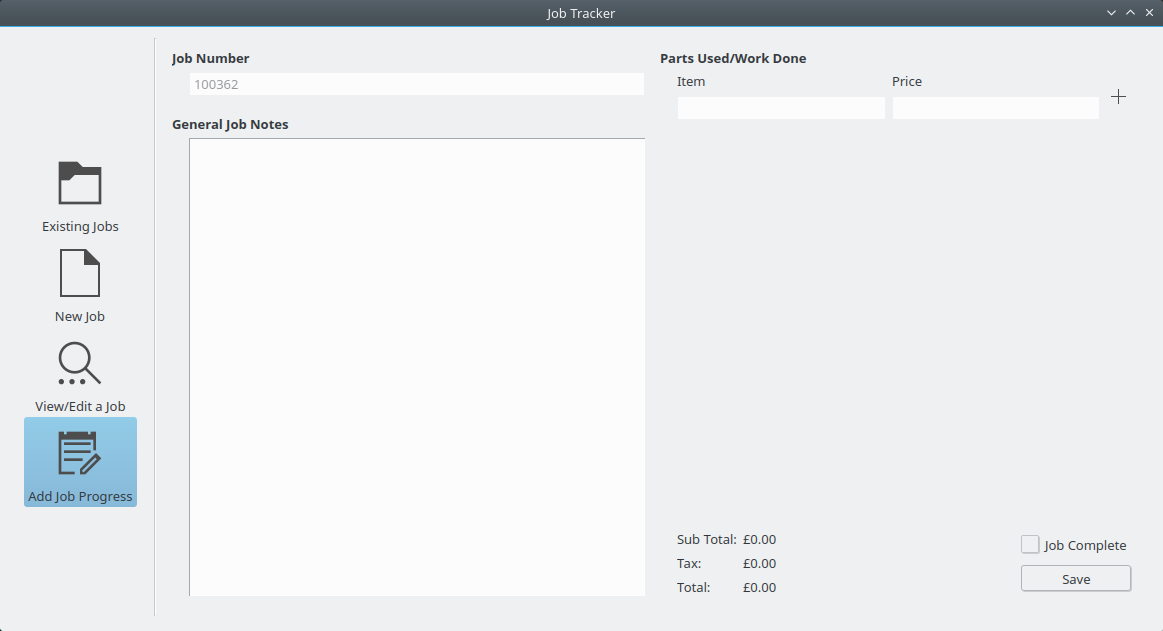 Job Tracker
Existing Jobs
New Job
View/Edit a Job
Add Job Progress
Job Number
100362
General Job Notes
Parts Used/Work Done
Item Price
Sub Total: £0.00
Tax: £0.00
Total: £0.00
Job Complete
Save